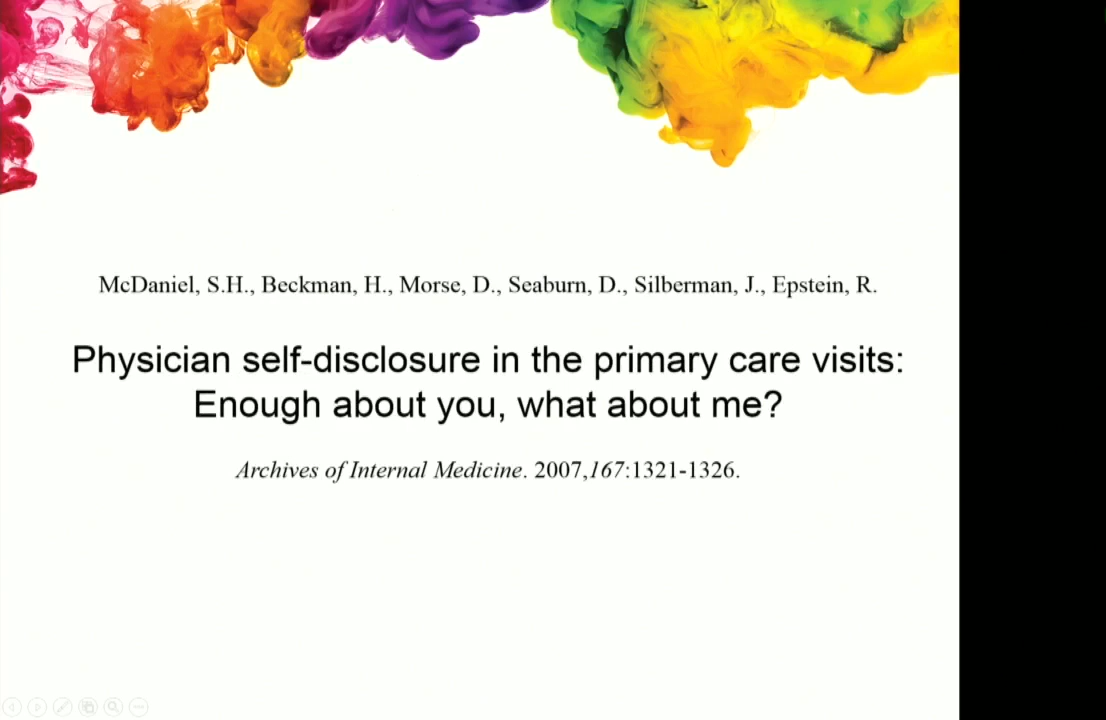 McDaniel, S.H., Beckman, H., Morse, D., Seaburn, D., Silberman, J., Epstein, R.
Physician self-disclosure in the primary care visits:
Enough about you, what about me?
Archives of Internal Medicine. 2007,167:1321-1326.